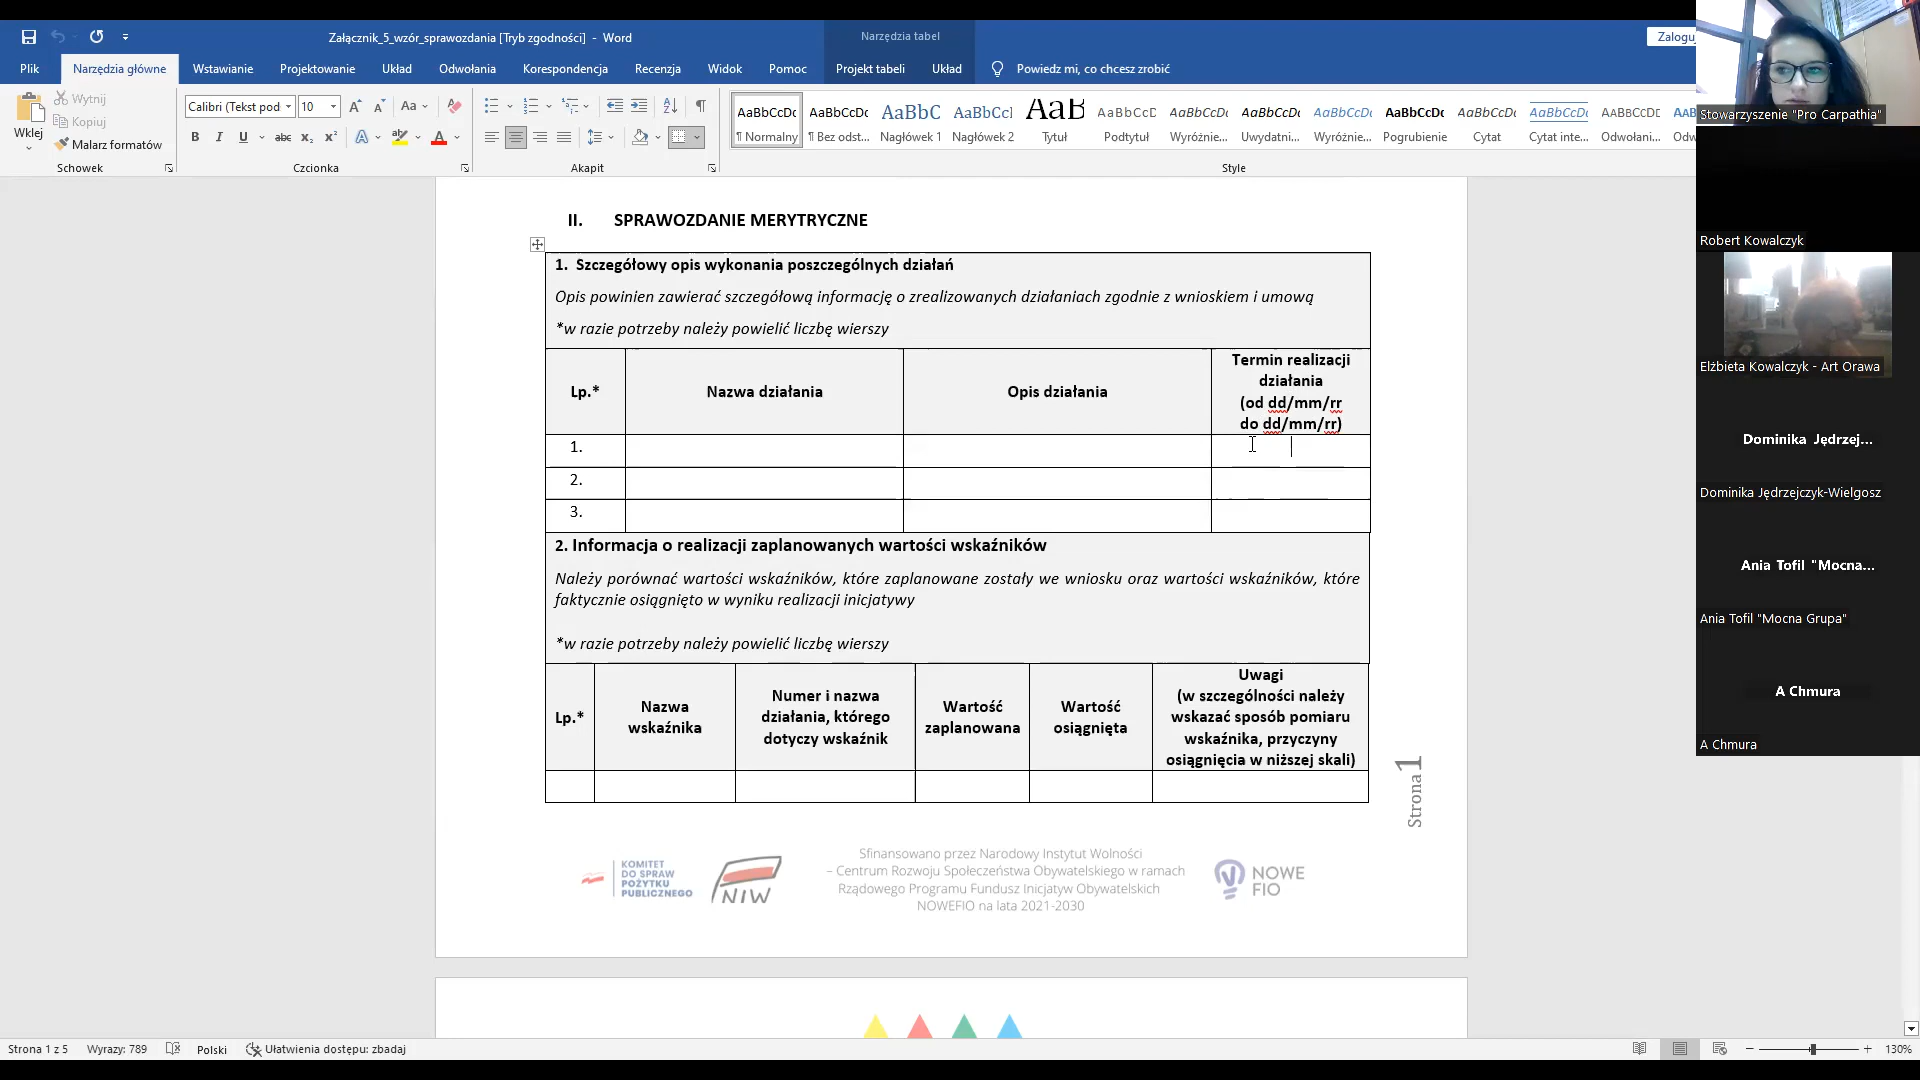 Załącznik_5_wzór_sprawozdania [Tryb zgodności] - Word
Narzędzia tabel
Zaloguj
Plik
Narzędzia główne
Wstawianie
Projektowanie
Układ
Odwołania
Korespondencja
Recenzja
Widok
Pomoc
Projekt tabeli
Układ
Powiedz mi, co chcesz zrobić
Wklej
Wytnij
Kopiuj
Malarz formatów
Schowek
Calibri (Tekst pod:
10
Czcionka
Akapit
AaBbCcDc
¶ Normalny
AaBbCcDc
¶ Bez odst...
AaBbC
Nagłówek 1
AaBbCcI
Nagłówek 2
AaB
Tytuł
AaBbCcD
Podtytuł
AaBbCcDc
Wyróżnie...
AaBbCcDc
Uwydatni...
AaBbCcDc
Wyróżnie...
AaBbCcDc
Pogrubienie
AaBbCcDc
Cytat
AaBbCcDc
Cytat inte...
AaBbCcDc
Odwołani...
Style
II. SPRAWOZDANIE MERYTRYCZNE
1. Szczegółowy opis wykonania poszczególnych działań
Opis powinien zawierać szczegółową informację o zrealizowanych działaniach zgodnie z wnioskiem i umową
*w razie potrzeby należy powielić liczbę wierszy
Lp.*
Nazwa działania
Opis działania
Termin realizacji
działania
(od dd/mm/rr
do dd/mm/rr)
1.
2.
3.
2. Informacja o realizacji zaplanowanych wartości wskaźników
Należy porównać wartości wskaźników, które zaplanowane zostały we wniosku oraz wartości wskaźników, które
faktycznie osiągnięto w wyniku realizacji inicjatywy
*w razie potrzeby należy powielić liczbę wierszy
Lp.*
Nazwa
wskaźnika
Numer i nazwa
działania, którego
dotyczy wskaźnik
Wartość
zaplanowana
Wartość
osiągnięta
Uwagi
(w szczególności należy
wskazać sposób pomiaru
wskaźnika, przyczyny
osiągnięcia w niższej skali)
Strona 1
KOMITET
DO SPRAW
POŻYTKU
PUBLICZNEGO
NIW
Sfinansowano przez Narodowy Instytut Wolności
– Centrum Rozwoju Społeczeństwa Obywatelskiego w ramach
Rządowego Programu Fundusz Inicjatyw Obywatelskich
NOWEFIO na lata 2021-2030
NOWE
FIO
Stowarzyszenie "Pro Carpathia"
Robert Kowalczyk
Elżbieta Kowalczyk - Art Orawa
Dominika Jędrzej...
Dominika Jędrzejczyk-Wielgosz
Ania Tofil "Mocna...
Ania Tofil "Mocna Grupa"
A Chmura
A Chmura
Strona 1 z 5
Wyrazy: 789
Polski
Ułatwienia dostępu: zbadaj
130%